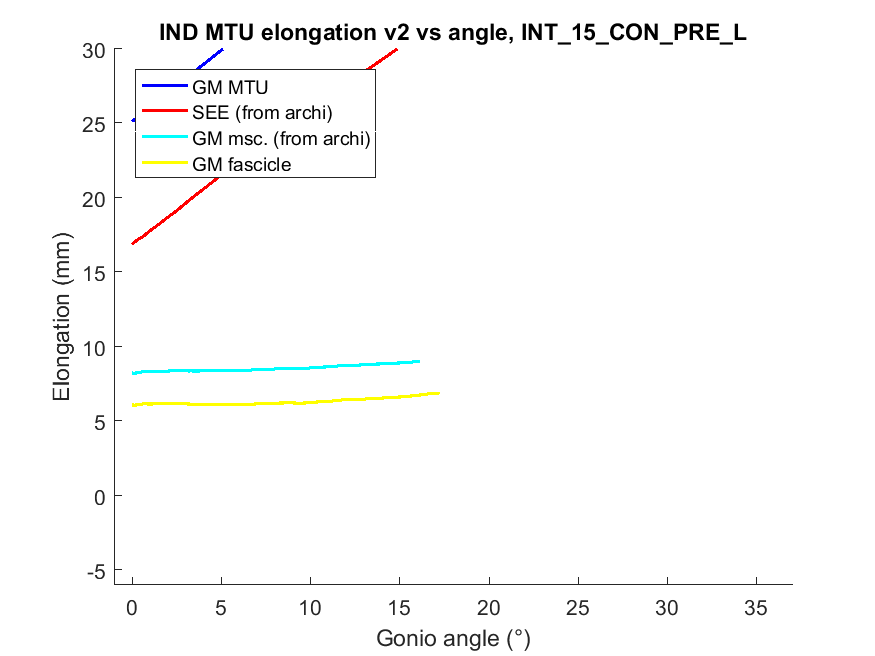 IND MTU elongation v2 vs angle, INT_15_CON_PRE_L
30
25
20
15
10
5
0
-5
Elongation (mm)
GM MTU
SEE (from archi)
GM msc. (from archi)
GM fascicle
0 5 10 15 20 25 30 35
Gonio angle (°)